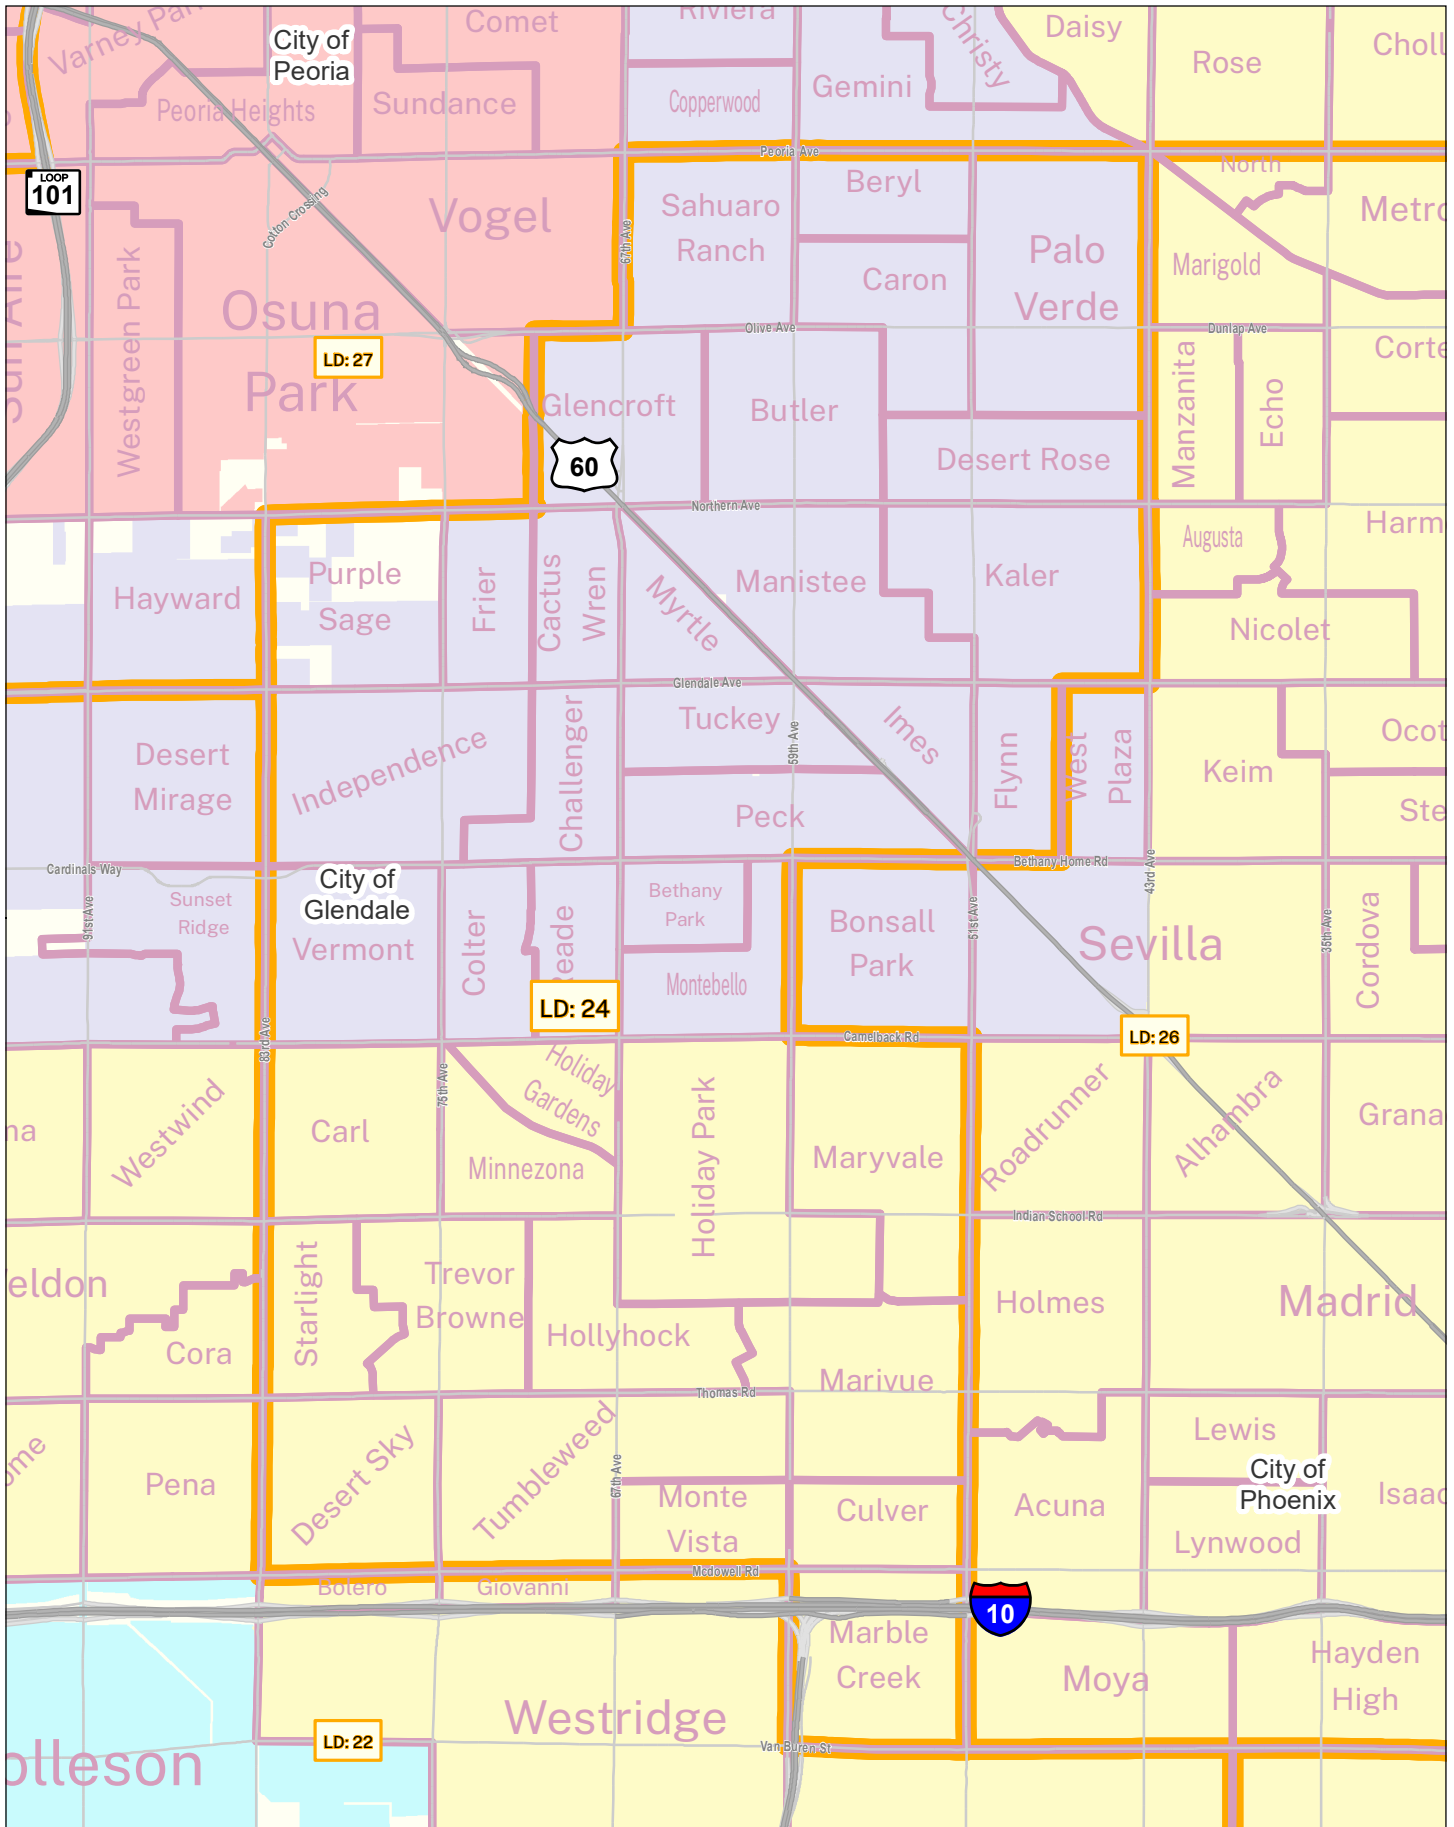 Varney Park
City of
Peoria
Comet
Riviera
Christy
Daisy
Rose
Choll
Peoria Heights
Sundance
Copperwood
Gemini
Peoria Ave
North
LOOP
101
Cotton Crossing
Vogel
67th Ave
Sahuaro
Ranch
Beryl
Caron
Palo
Verde
Marigold
Metro
Westgreen Park
Osuna
Park
LD: 27
Olive Ave
Dunlap Ave
Glencroft
Butler
Manzanita
Echo
Corte
60
Desert Rose
Northern Ave
Augusta
Harm
Hayward
Purple
Sage
Frier
Cactus
Wren
Myrtle
Manistee
Kaler
Nicolet
Glendale Ave
Desert
Mirage
Independence
Challenger
Tuckey
59th Ave
Imes
Flynn
West
Plaza
Keim
Ocot
Ste
Peck
Cardinals Way
Bethany Home Rd
43rd Ave
City of
Glendale
Sunset
Ridge
91st Ave
Vermont
Colter
Bethany
Park
Montebello
Bonsall
Park
51st Ave
Sevilla
35th Ave
Cordova
LD: 24
LD: 26
83rd Ave
Camelback Rd
75th Ave
Holiday
Gardens
Westwind
Carl
Minnezona
Holiday Park
Maryvale
Roadrunner
Alhambra
Grana
Indian School Rd
eldon
Cora
Starlight
Trevor
Browne
Hollyhock
Holmes
Madrid
Marivue
Thomas Rd
Pena
Desert Sky
Tumbleweed
67th Ave
Monte
Vista
Culver
Acuna
Lewis
City of
Phoenix
Lynwood
Isaac
Mcdowell Rd
Bolero
Giovanni
10
Marble
Creek
Moya
Hayden
High
Westridge
LD: 22
Van Buren St
olleson